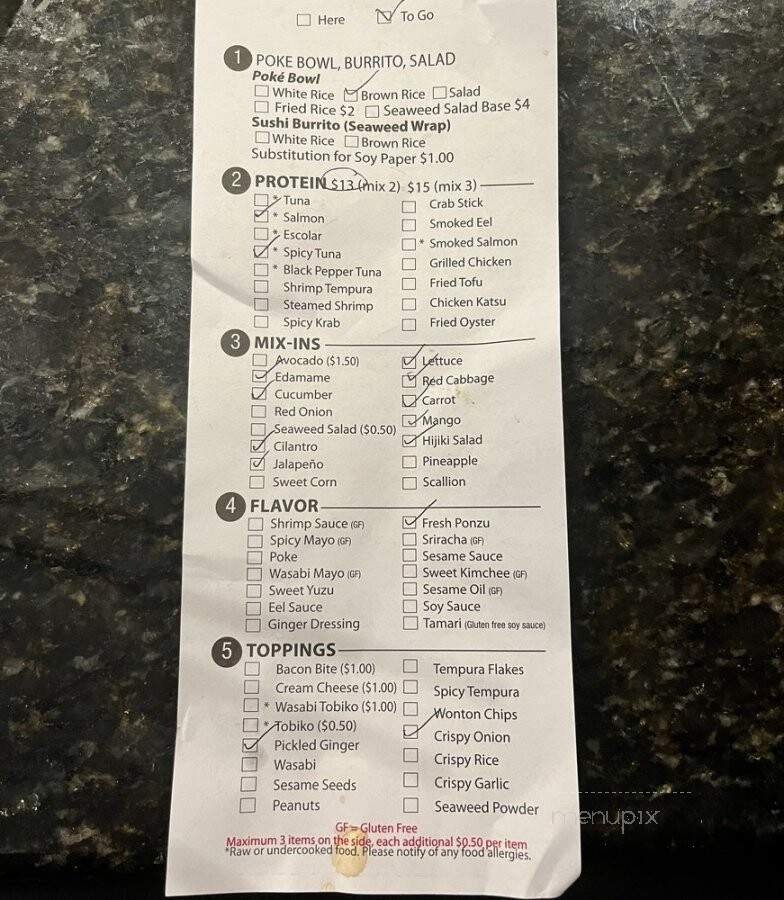 Here To Go
1 POKE BOWL, BURRITO, SALAD
Poké Bowl
White Rice Brown Rice Salad
Fried Rice $2 Seaweed Salad Base $4
Sushi Burrito (Seaweed Wrap)
White Rice Brown Rice
Substitution for Soy Paper $1.00
2 PROTEIN $13 (mix 2) $15 (mix 3)
* Tuna Crab Stick
* Salmon Smoked Eel
* Escolar * Smoked Salmon
* Spicy Tuna Grilled Chicken
* Black Pepper Tuna Fried Tofu
Shrimp Tempura Chicken Katsu
Steamed Shrimp Fried Oyster
Spicy Krab
3 MIX-INS
Avocado ($1.50) Lettuce
Edamame Red Cabbage
Cucumber Carrot
Red Onion Mango
Seaweed Salad ($0.50) Hijiki Salad
Cilantro Pineapple
Jalapeño Scallion
Sweet Corn
4 FLAVOR
Shrimp Sauce (GF) Fresh Ponzu
Spicy Mayo (GF) Sriracha (GF)
Poke Sesame Sauce
Wasabi Mayo (GF) Sweet Kimchee (GF)
Sweet Yuzu Sesame Oil (GF)
Eel Sauce Soy Sauce
Ginger Dressing Tamari (Gluten free soy sauce)
5 TOPPINGS
Bacon Bite ($1.00) Tempura Flakes
Cream Cheese ($1.00) Spicy Tempura
* Wasabi Tobiko ($1.00) Wonton Chips
* Tobiko ($0.50) Crispy Onion
Pickled Ginger Crispy Rice
Wasabi Crispy Garlic
Sesame Seeds Seaweed Powder
Peanuts
GF = Gluten Free
Maximum 3 items on the side, each additional $0.50 per item
*Raw or undercooked food. Please notify of any food allergies.
menupix